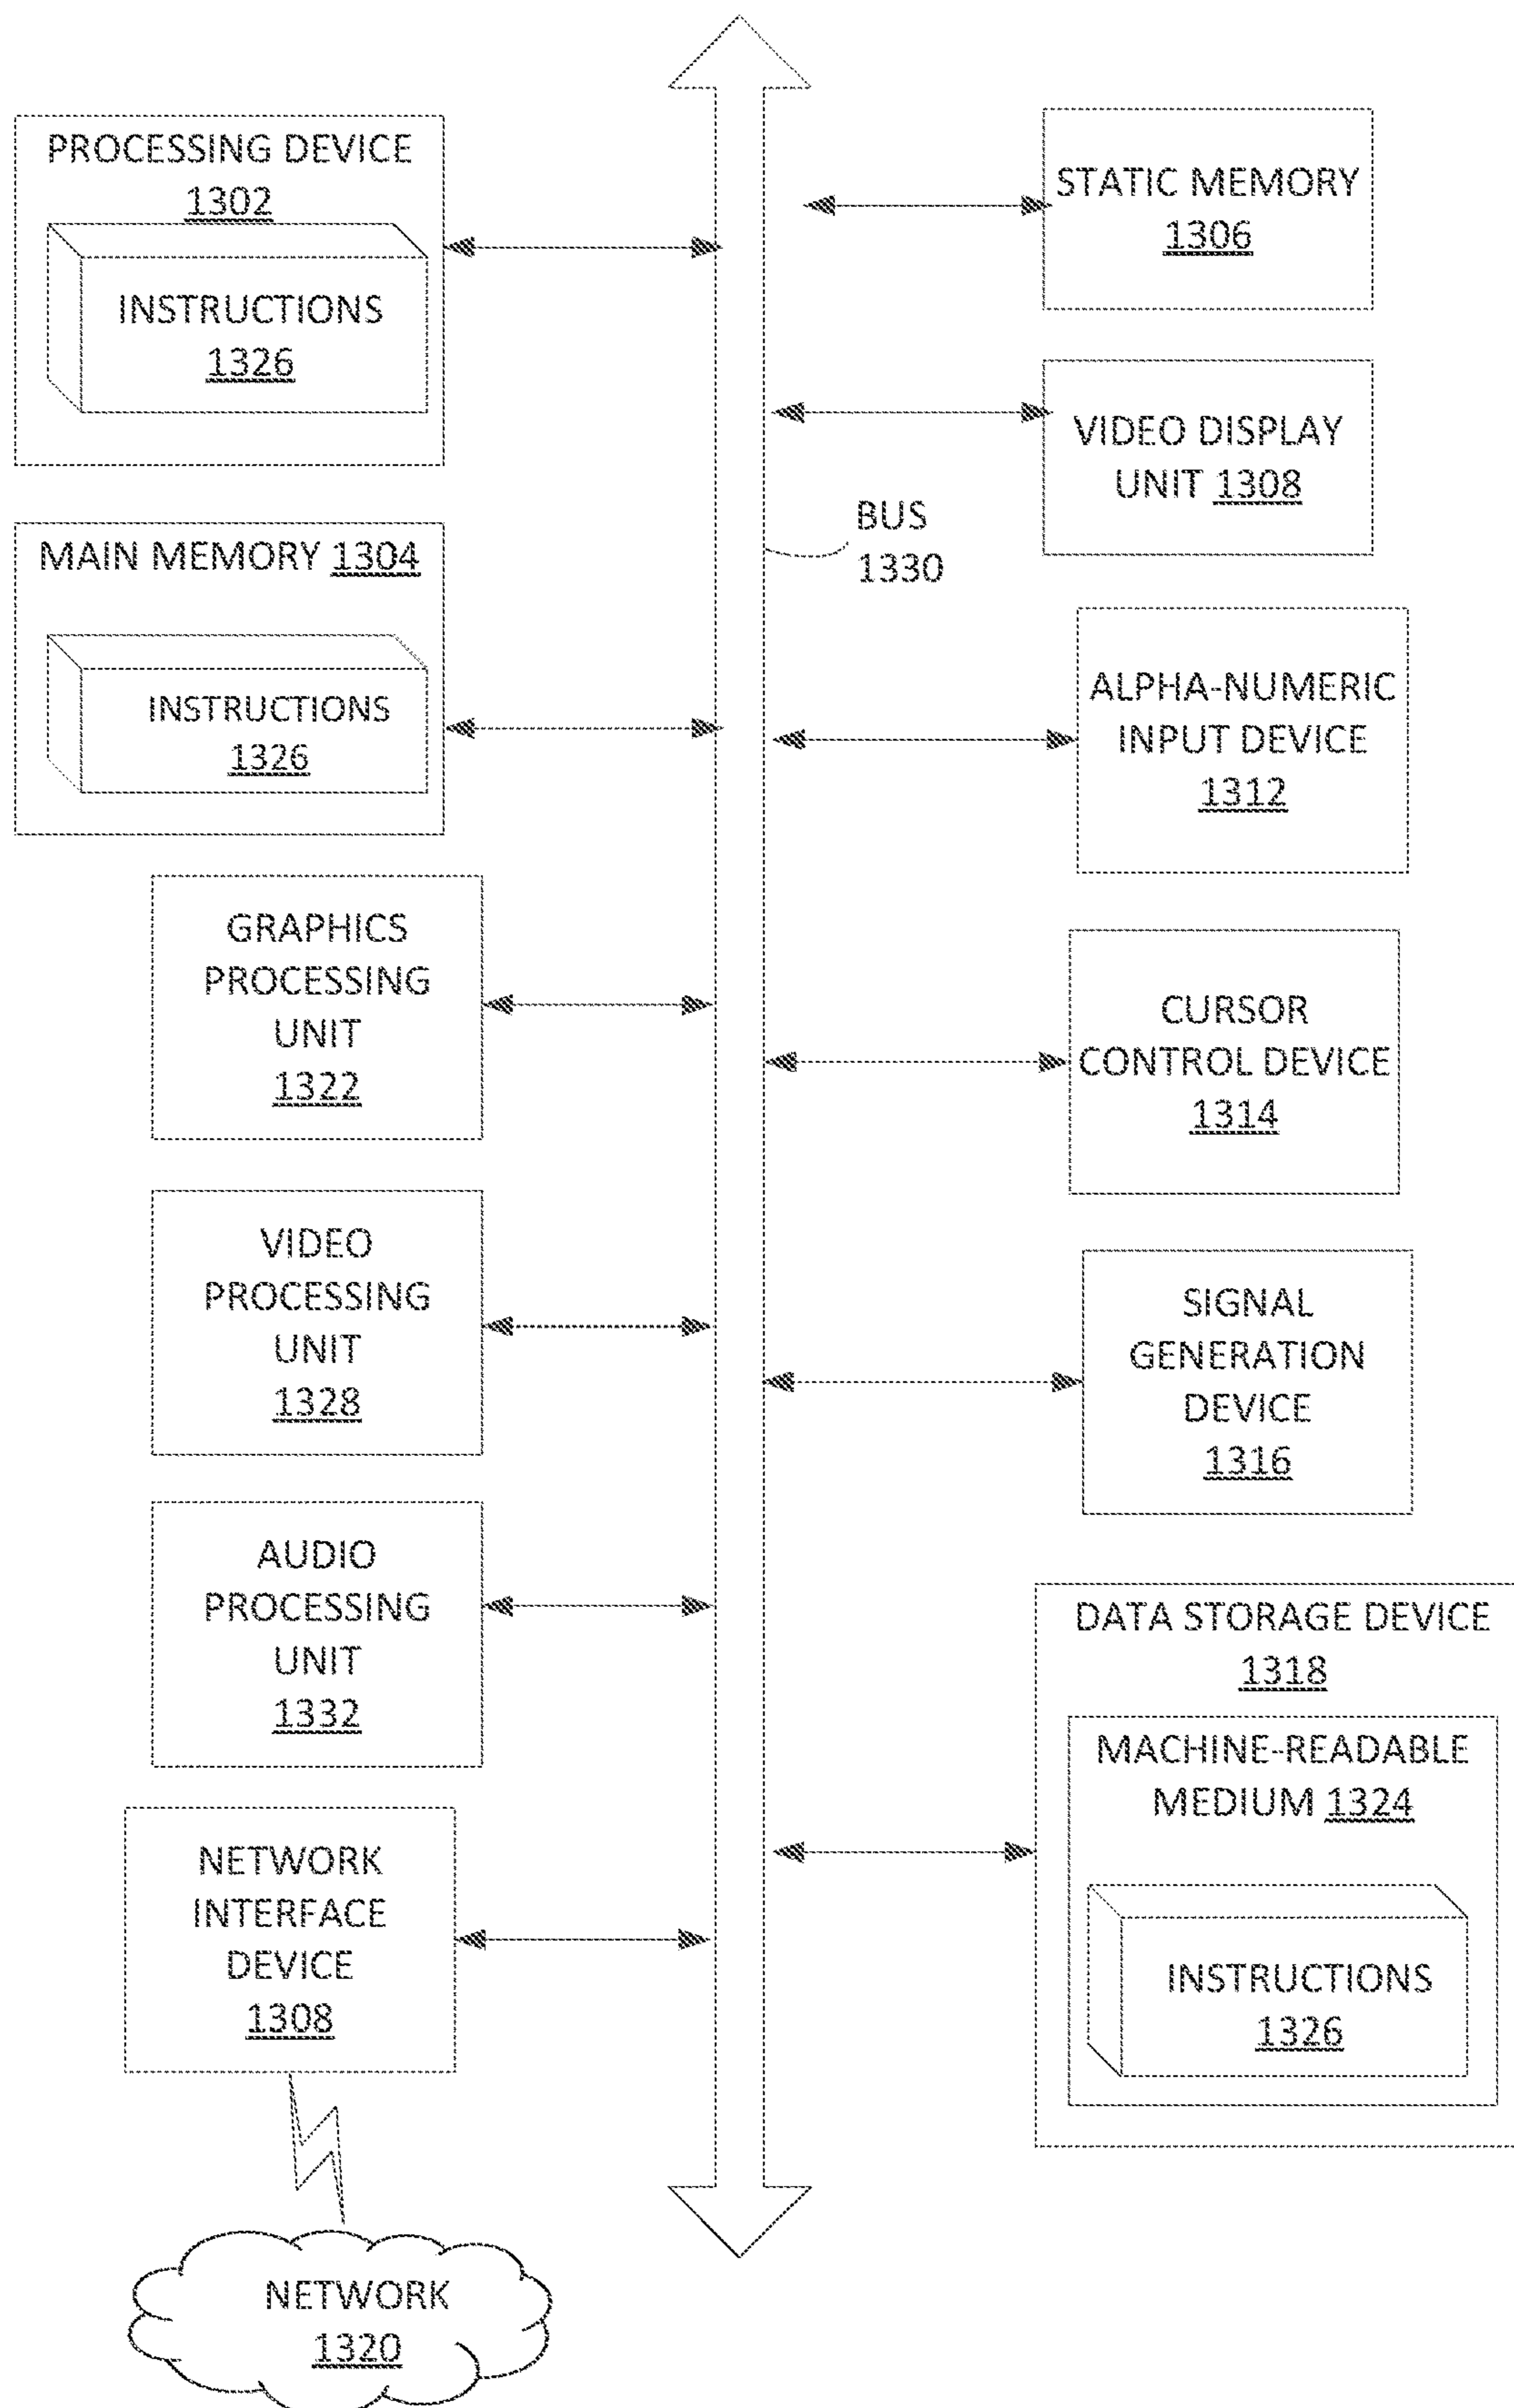 PROCESSING DEVICE
1302
INSTRUCTIONS
1326
MAIN MEMORY 1304
INSTRUCTIONS
1326
GRAPHICS
PROCESSING
UNIT
1322
VIDEO
PROCESSING
UNIT
1328
AUDIO
PROCESSING
UNIT
1332
NETWORK
INTERFACE
DEVICE
1308
NETWORK
1320
BUS
1330
STATIC MEMORY
1306
VIDEO DISPLAY
UNIT 1308
ALPHA-NUMERIC
INPUT DEVICE
1312
CURSOR
CONTROL DEVICE
1314
SIGNAL
GENERATION
DEVICE
1316
DATA STORAGE DEVICE
1318
MACHINE-READABLE
MEDIUM 1324
INSTRUCTIONS
1326